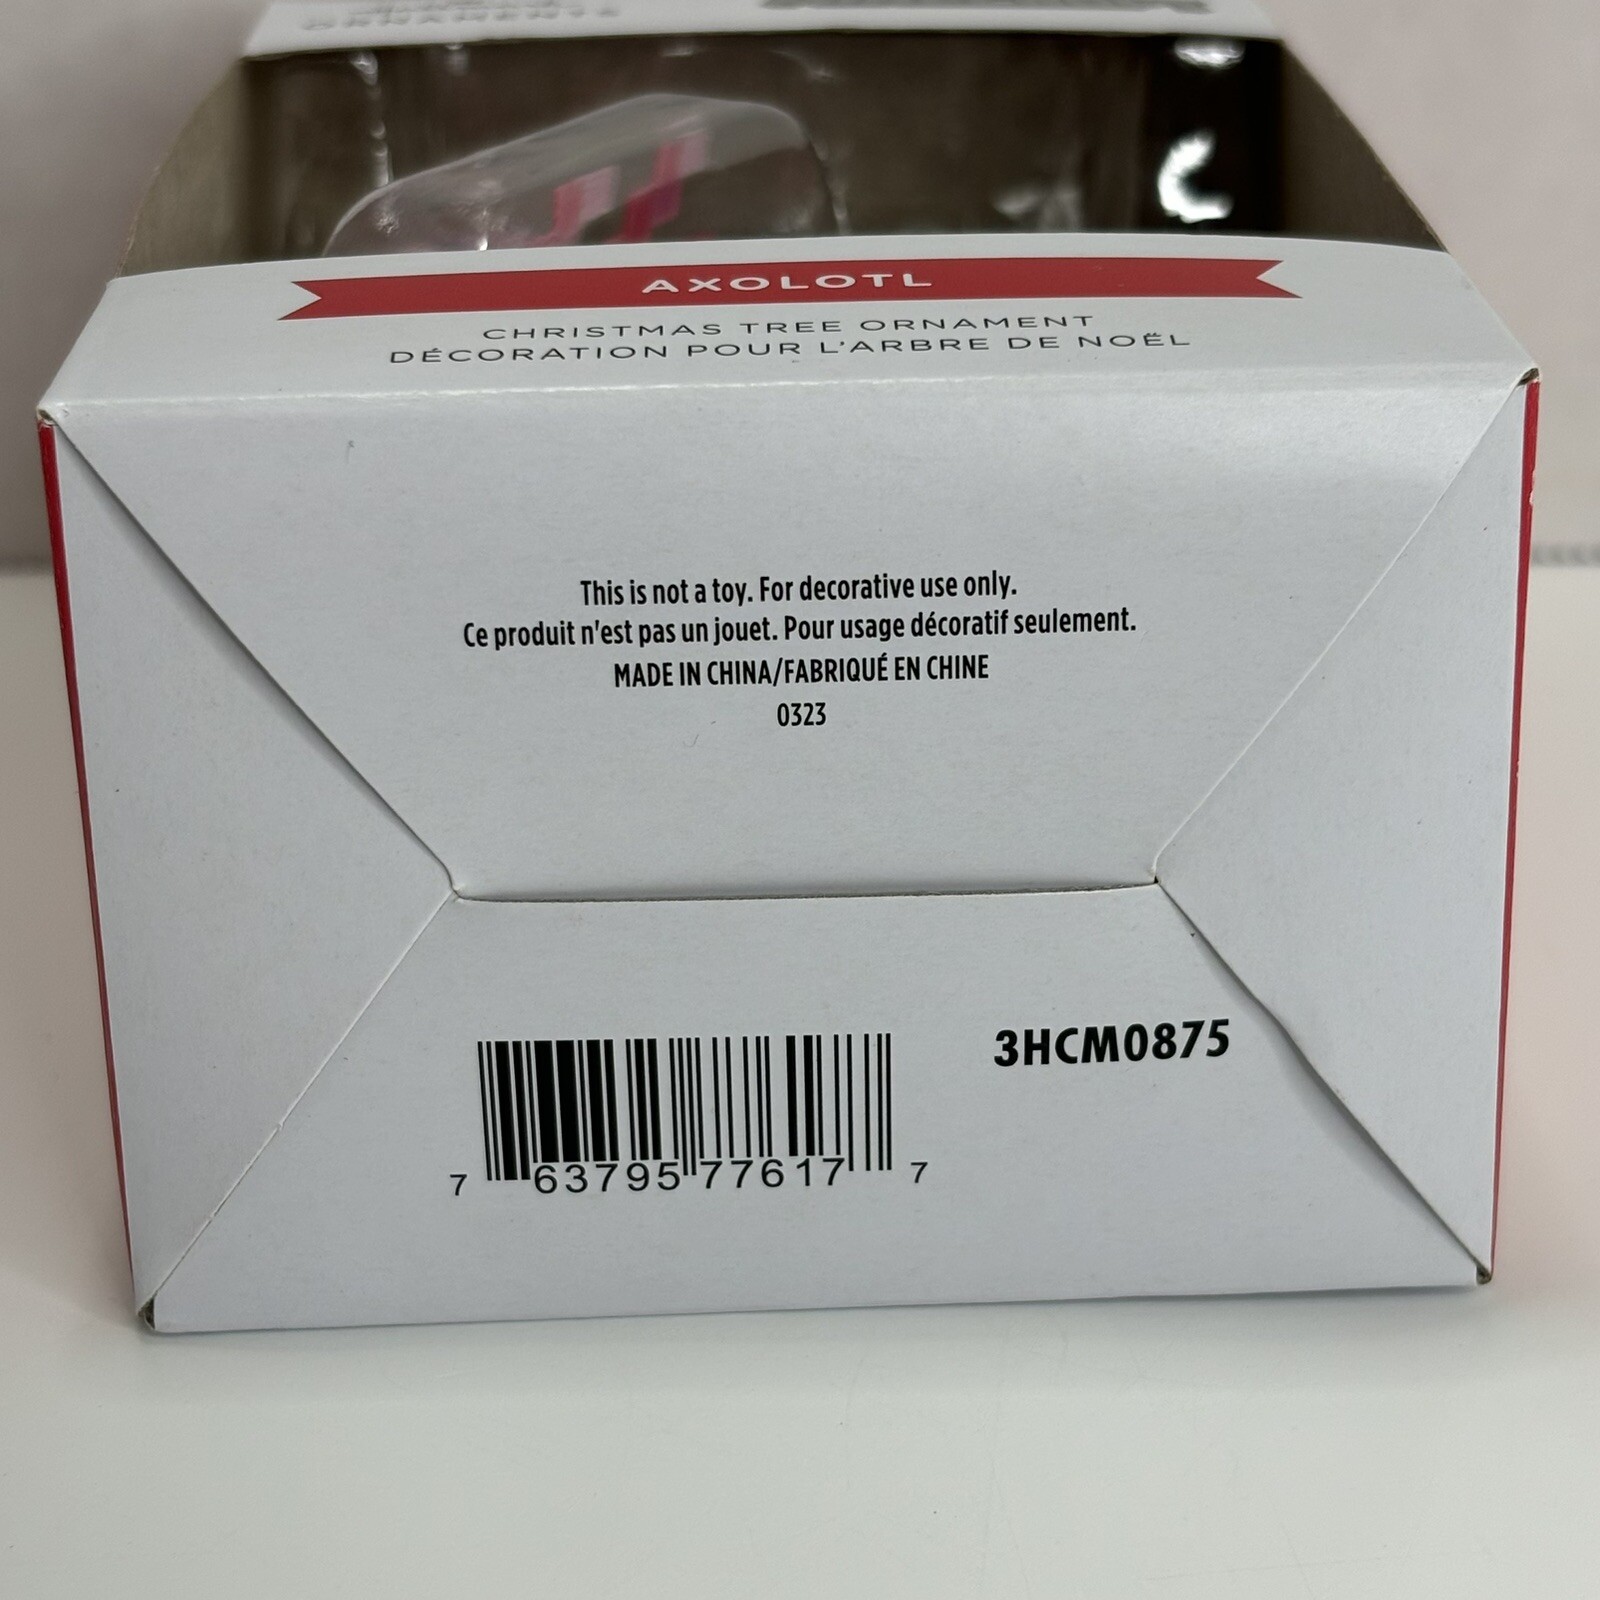 ORNAMENTS
AXOLOTL
CHRISTMAS TREE ORNAMENT
DÉCORATION POUR L'ARBRE DE NOËL
This is not a toy. For decorative use only.
Ce produit n'est pas un jouet. Pour usage décoratif seulement.
MADE IN CHINA/FABRIQUÉ EN CHINE
0323
3HCM0875
7 63795 77617 7